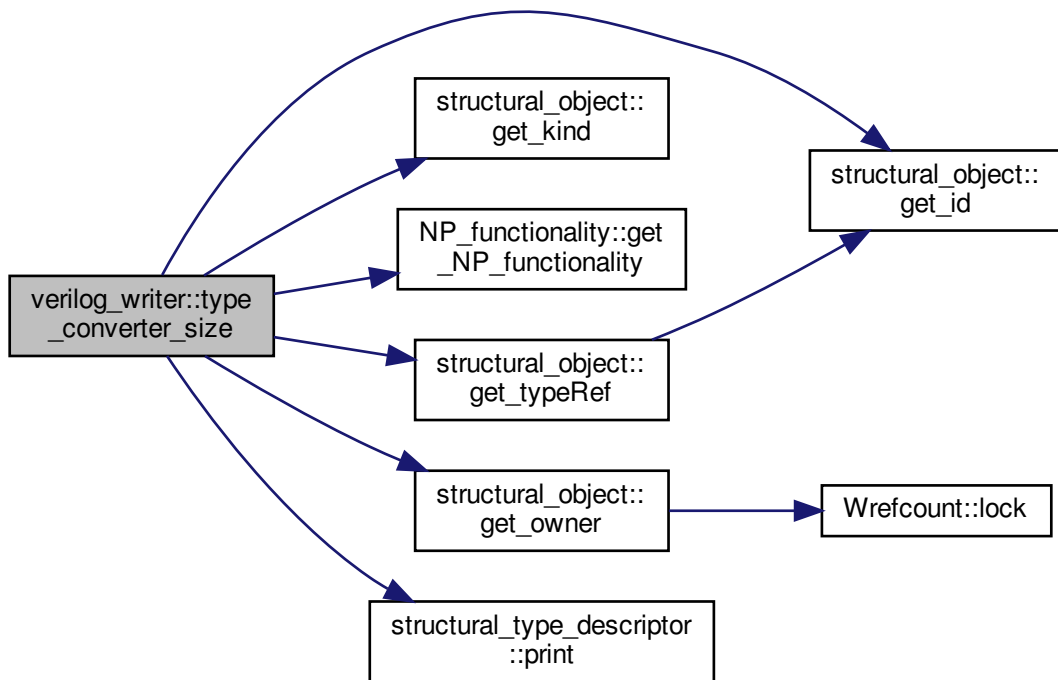 structural_object::
get_kind
structural_object::
get_id
NP_functionality::get
_NP_functionality
verilog_writer::type
_converter_size
structural_object::
get_typeRef
structural_object::
get_owner
Wrefcount::lock
structural_type_descriptor
::print